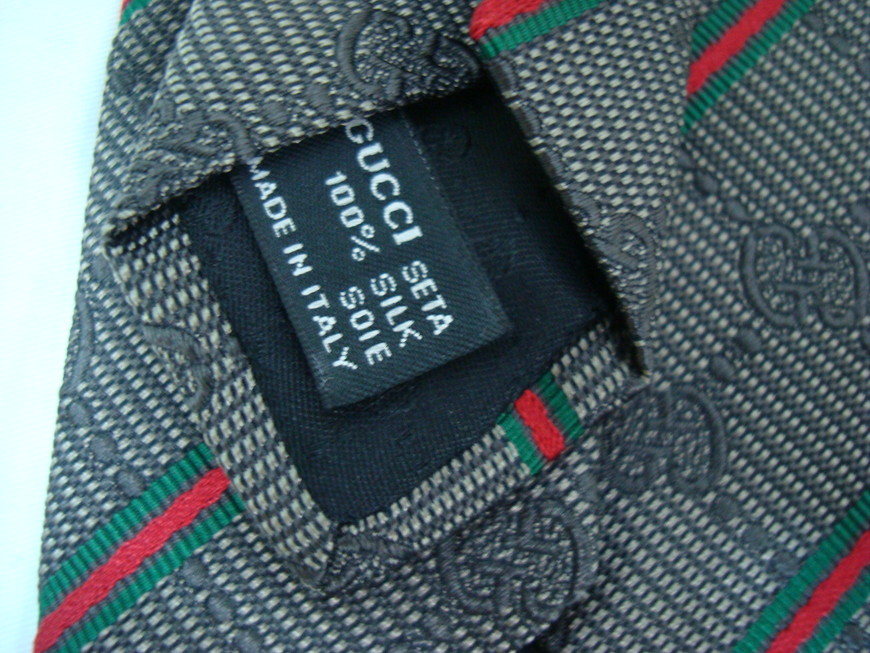 GUCCI
100% SETA
SILK
SOIE
MADE IN ITALY